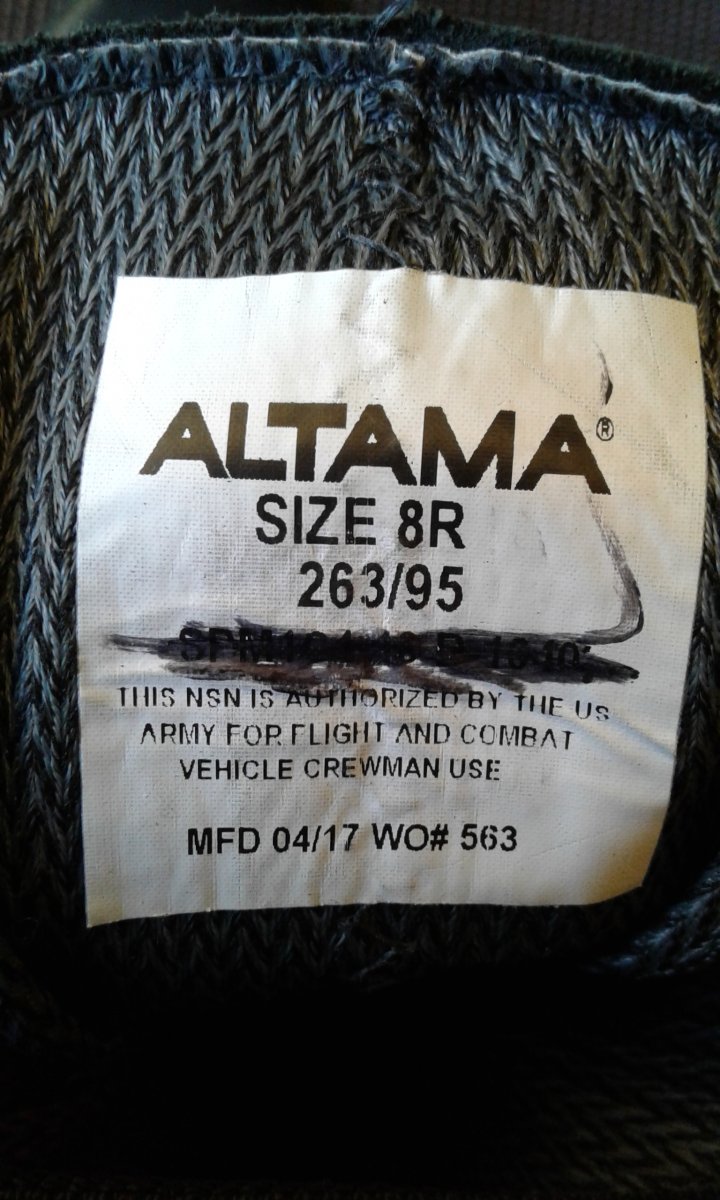 ALTAMA®
SIZE 8R
263/95
THIS NSN IS AUTHORIZED BY THE US
ARMY FOR FLIGHT AND COMBAT
VEHICLE CREWMAN USE
MFD 04/17 WO# 563